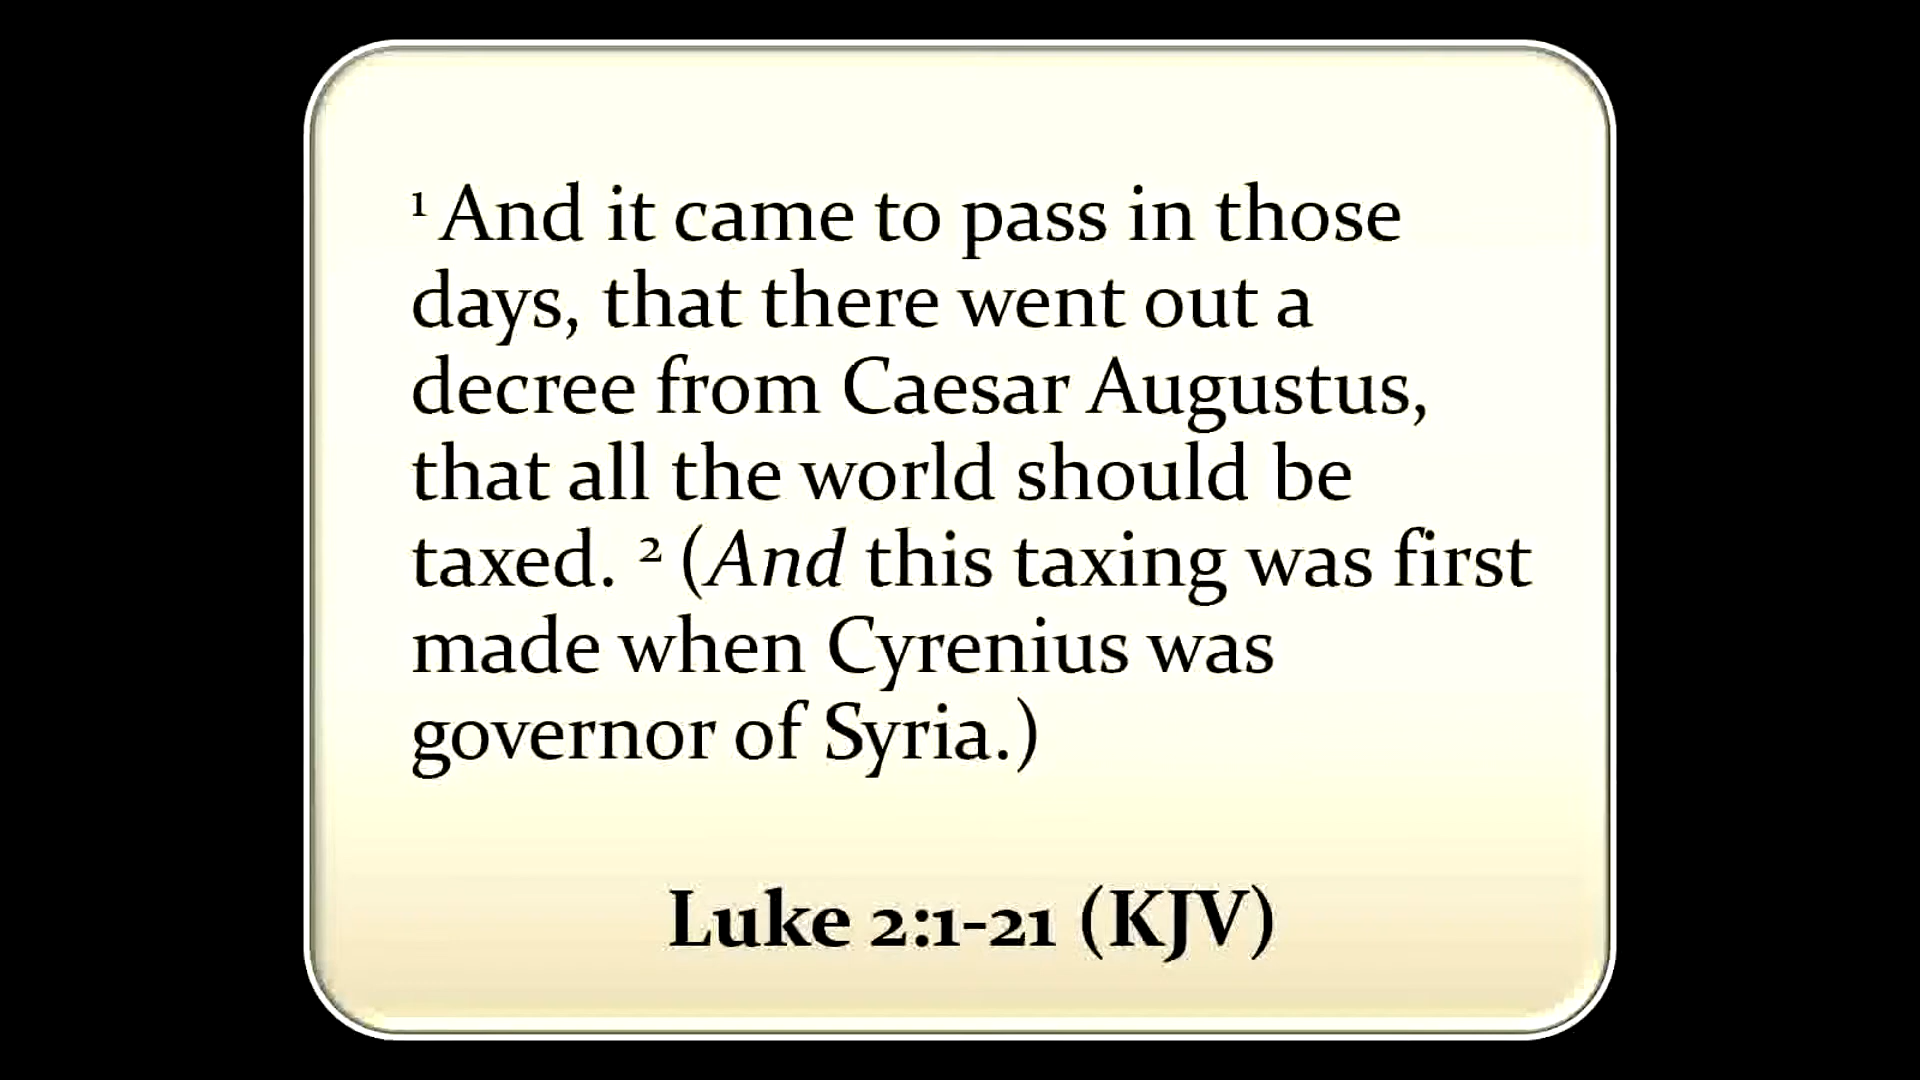 ¹ And it came to pass in those
days, that there went out a
decree from Caesar Augustus,
that all the world should be
taxed. ² (And this taxing was first
made when Cyrenius was
governor of Syria.)
Luke 2:1-21 (KJV)